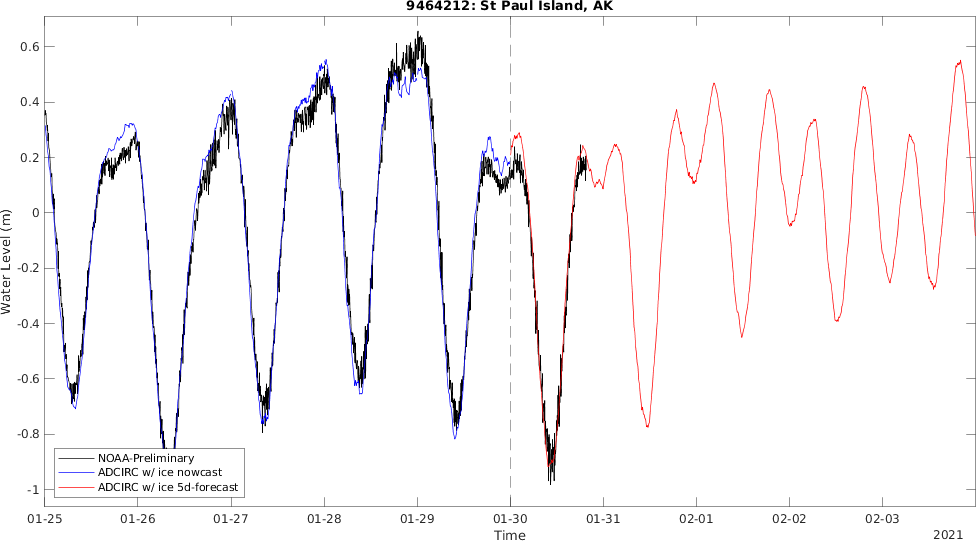 9464212: St Paul Island, AK
0.6
0.4
0.2
0
-0.2
-0.4
-0.6
-0.8
-1
Water Level (m)
NOAA-Preliminary
ADCIRC w/ ice nowcast
ADCIRC w/ ice 5d-forecast
01-25 01-26 01-27 01-28 01-29 01-30 01-31 02-01 02-02 02-03
Time
2021